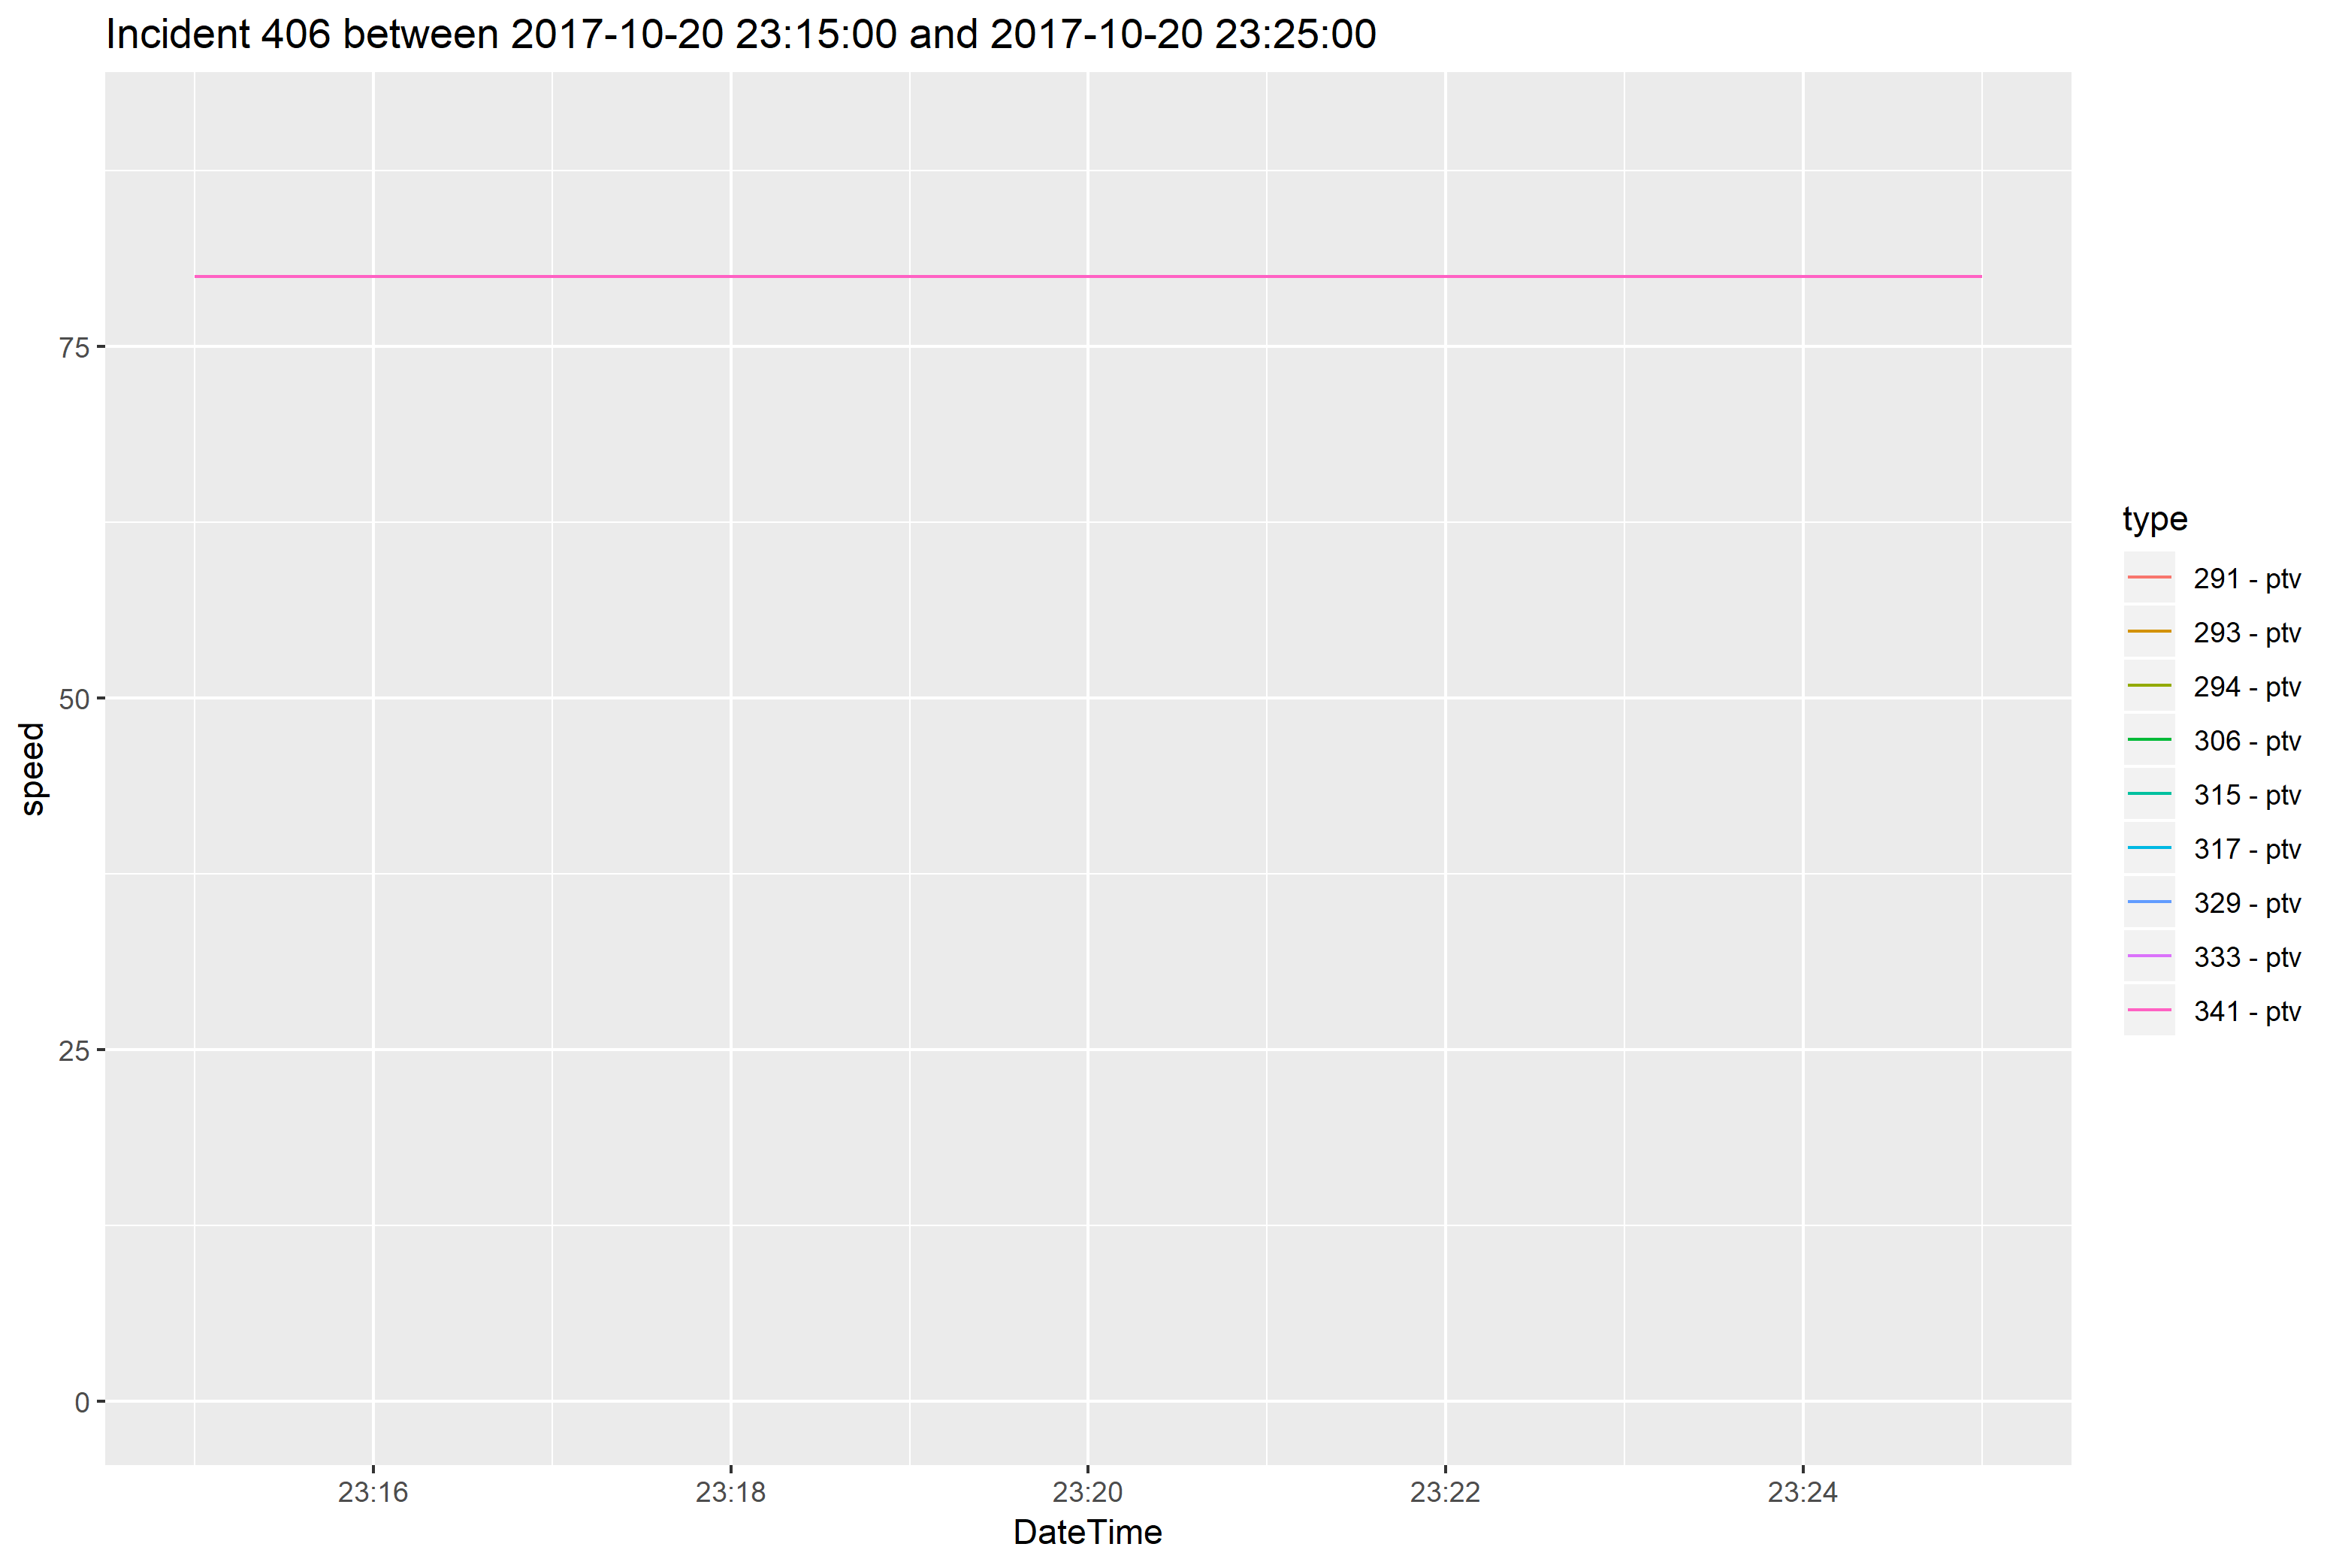 Incident 406 between 2017-10-20 23:15:00 and 2017-10-20 23:25:00
75
50
25
0
speed
23:16 23:18 23:20 23:22 23:24
DateTime
type
291 - ptv
293 - ptv
294 - ptv
306 - ptv
315 - ptv
317 - ptv
329 - ptv
333 - ptv
341 - ptv